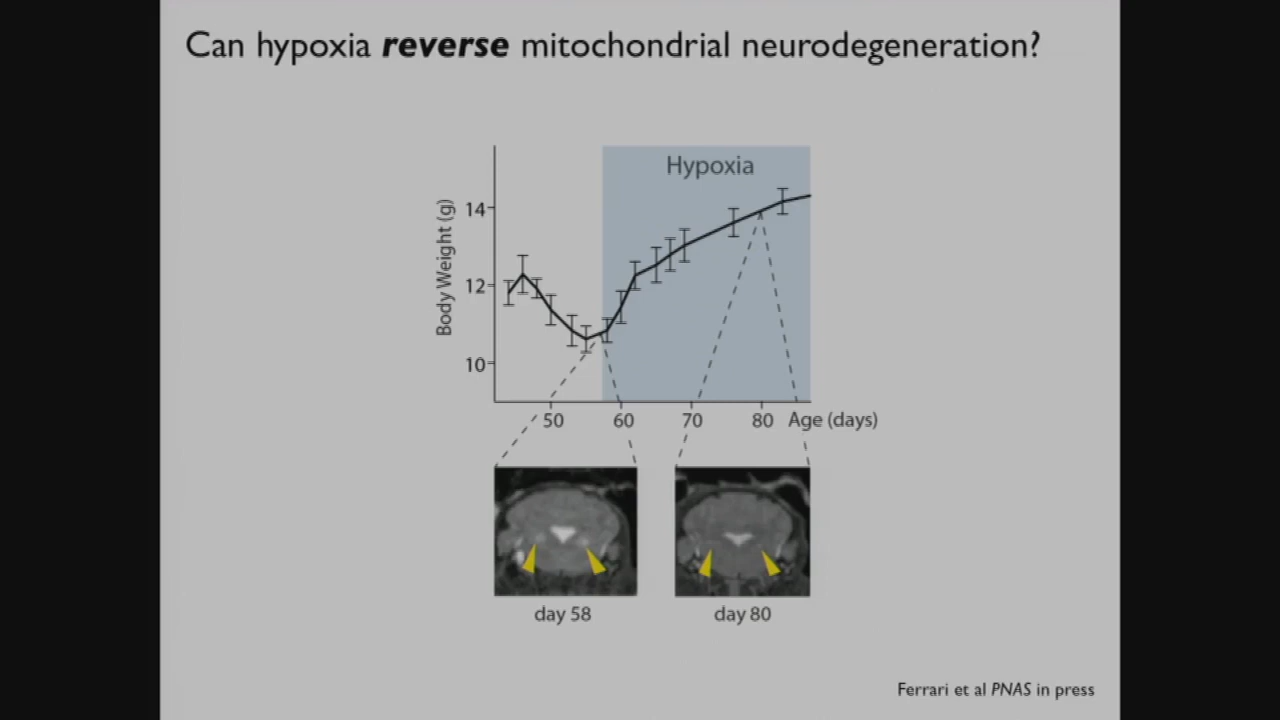 Can hypoxia reverse mitochondrial neurodegeneration?
Hypoxia
Body Weight (g)
14
12
10
50 60 70 80 Age (days)
day 58
day 80
Ferrari et al PNAS in press